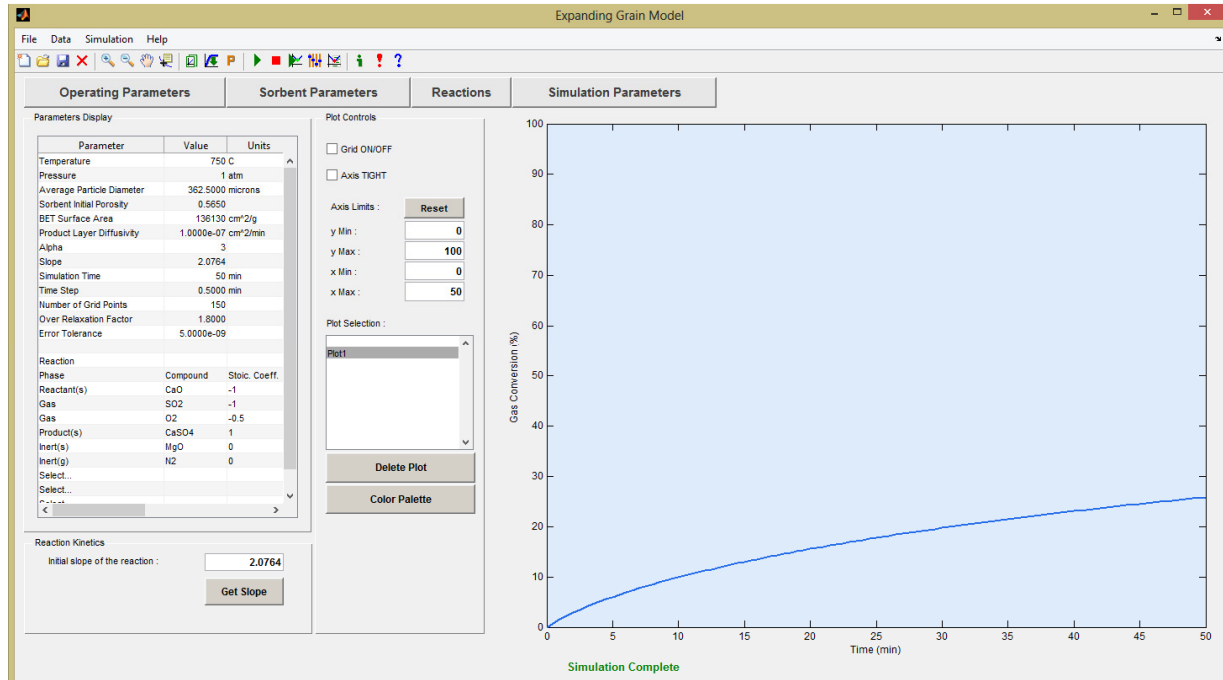 Expanding Grain Model
File Data Simulation Help
Operating Parameters Sorbent Parameters Reactions Simulation Parameters
Parameters Display
Parameter Value Units
Temperature 750 C
Pressure 1 atm
Average Particle Diameter 362.5000 microns
Sorbent Initial Porosity 0.5650
BET Surface Area 136130 cm^2/g
Product Layer Diffusivity 1.0000e-07 cm^2/min
Alpha 3
Slope 2.0764
Simulation Time 50 min
Time Step 0.5000 min
Number of Grid Points 150
Over Relaxation Factor 1.8000
Error Tolerance 5.0000e-09
Reaction
Phase Compound Stoic. Coeff.
Reactant(s) CaO -1
Gas SO2 -1
Gas O2 -0.5
Product(s) CaSO4 1
Inert(s) MgO 0
Inert(g) N2 0
Select...
Select...
Reaction Kinetics
Initial slope of the reaction : 2.0764
Get Slope
Plot Controls
Grid ON/OFF
Axis TIGHT
Axis Limits : Reset
y Min : 0
y Max : 100
x Min : 0
x Max : 50
Plot Selection :
Plot1
Delete Plot
Color Palette
100
90
80
70
60
50
40
30
20
10
0
Gas Conversion (%)
0 5 10 15 20 25 30 35 40 45 50
Time (min)
Simulation Complete